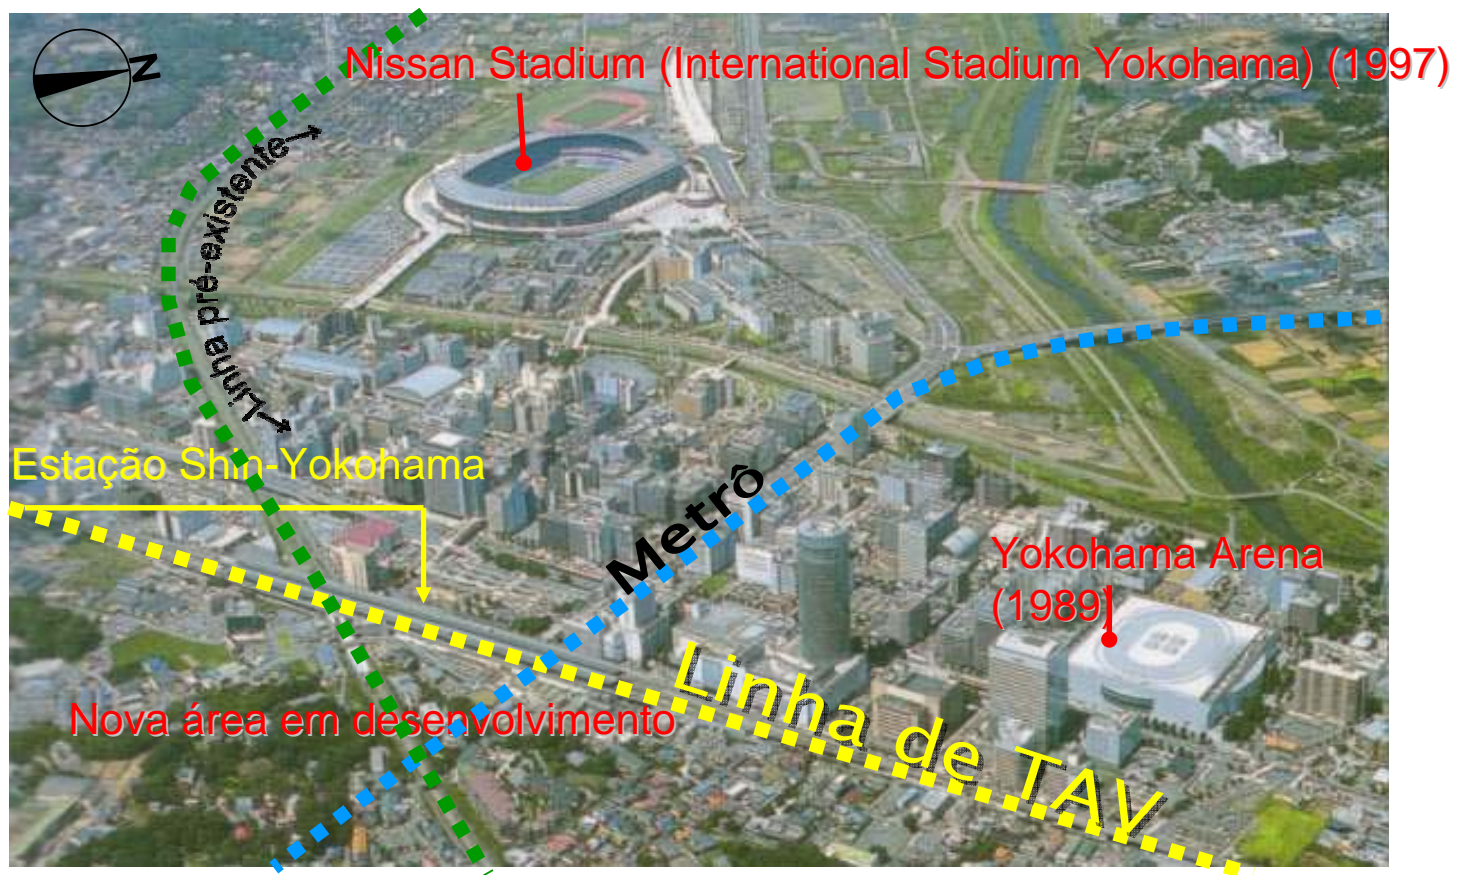 N
Nissan Stadium (International Stadium Yokohama) (1997)
Linha pré-existente
Estação Shin-Yokohama
Metrô
Yokohama Arena
(1989)
Linha de TAV
Nova área em desenvolvimento